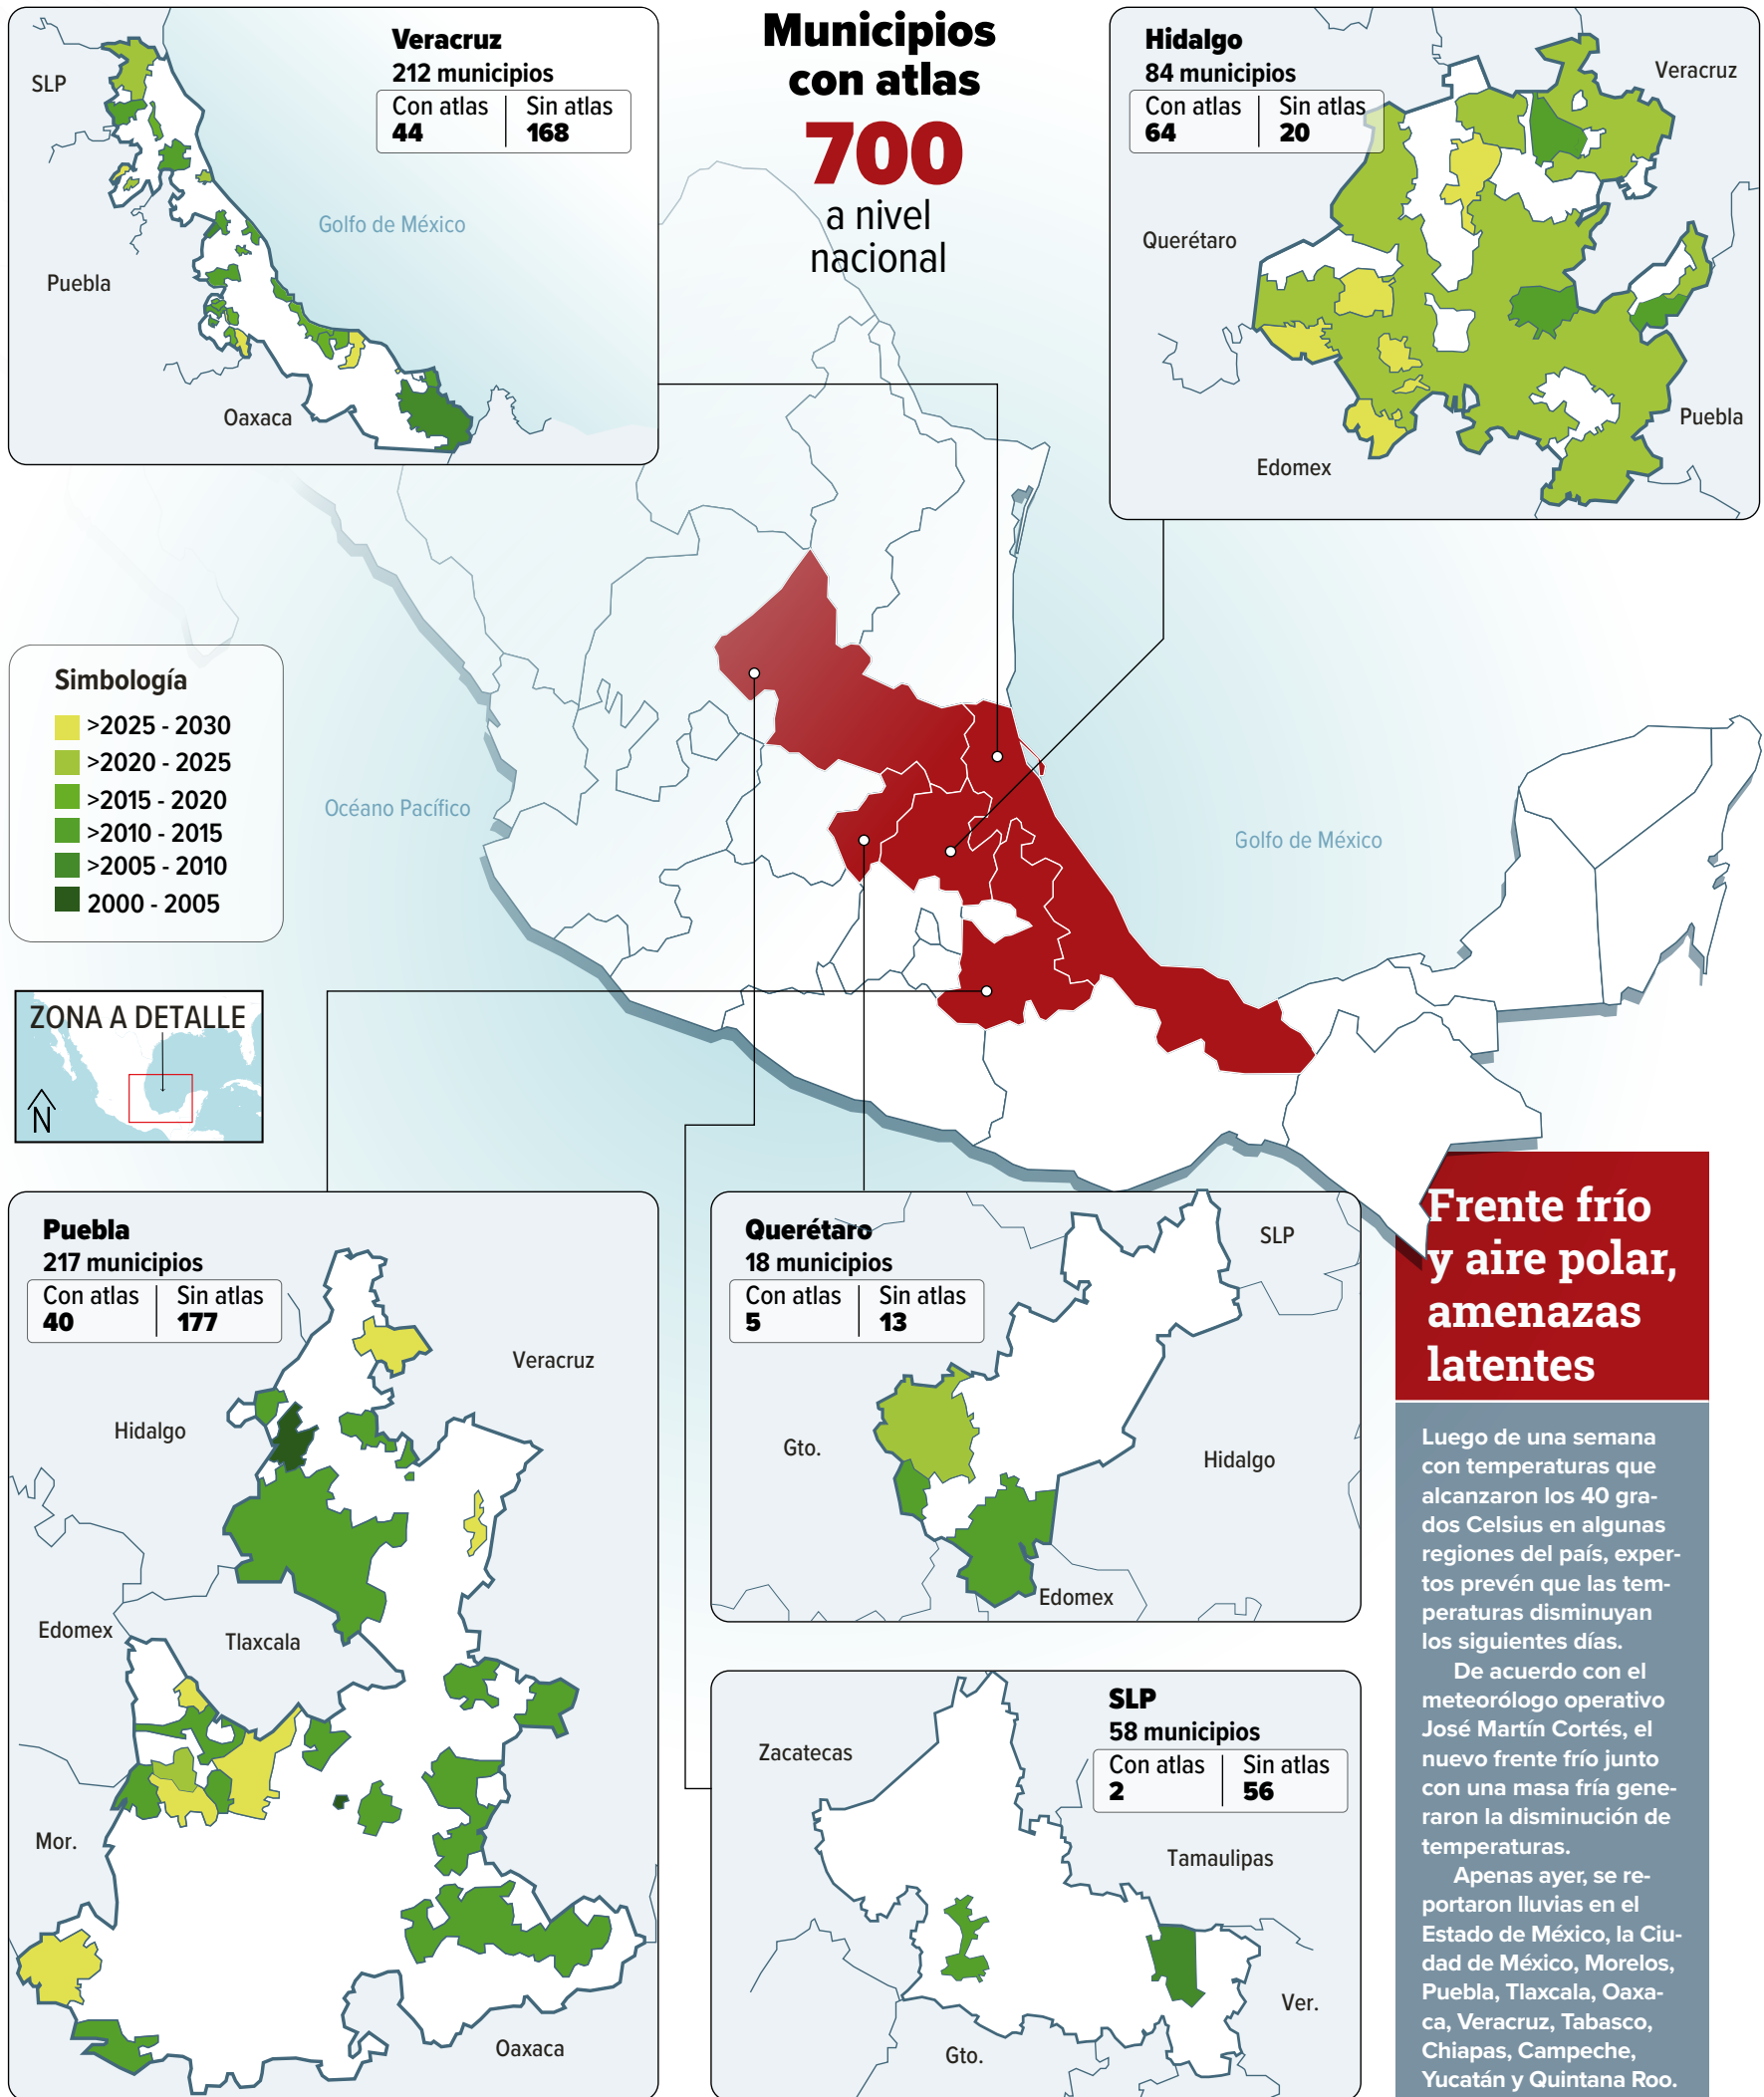 Municipios
con atlas
700
a nivel
nacional
Veracruz
212 municipios
Con atlas
44
Sin atlas
168
SLP
Golfo de México
Puebla
Oaxaca
Hidalgo
84 municipios
Con atlas
64
Sin atlas
20
Veracruz
Querétaro
Puebla
Edomex
Simbología
>2025 - 2030
>2020 - 2025
>2015 - 2020
>2010 - 2015
>2005 - 2010
2000 - 2005
Océano Pacífico
Golfo de México
ZONA A DETALLE
N
Puebla
217 municipios
Con atlas
40
Sin atlas
177
Veracruz
Hidalgo
Edomex
Tlaxcala
Mor.
Oaxaca
Querétaro
18 municipios
Con atlas
5
Sin atlas
13
SLP
Gto.
Hidalgo
Edomex
SLP
58 municipios
Con atlas
2
Sin atlas
56
Zacatecas
Tamaulipas
Ver.
Gto.
Frente frío
y aire polar,
amenazas
latentes
Luego de una semana
con temperaturas que
alcanzaron los 40 gra-
dos Celsius en algunas
regiones del país, exper-
tos prevén que las tem-
peraturas disminuyan
los siguientes días.
De acuerdo con el
meteorólogo operativo
José Martín Cortés, el
nuevo frente frío junto
con una masa fría gene-
raron la disminución de
temperaturas.
Apenas ayer, se re-
portaron lluvias en el
Estado de México, la Ciu-
dad de México, Morelos,
Puebla, Tlaxcala, Oaxa-
ca, Veracruz, Tabasco,
Chiapas, Campeche,
Yucatán y Quintana Roo.